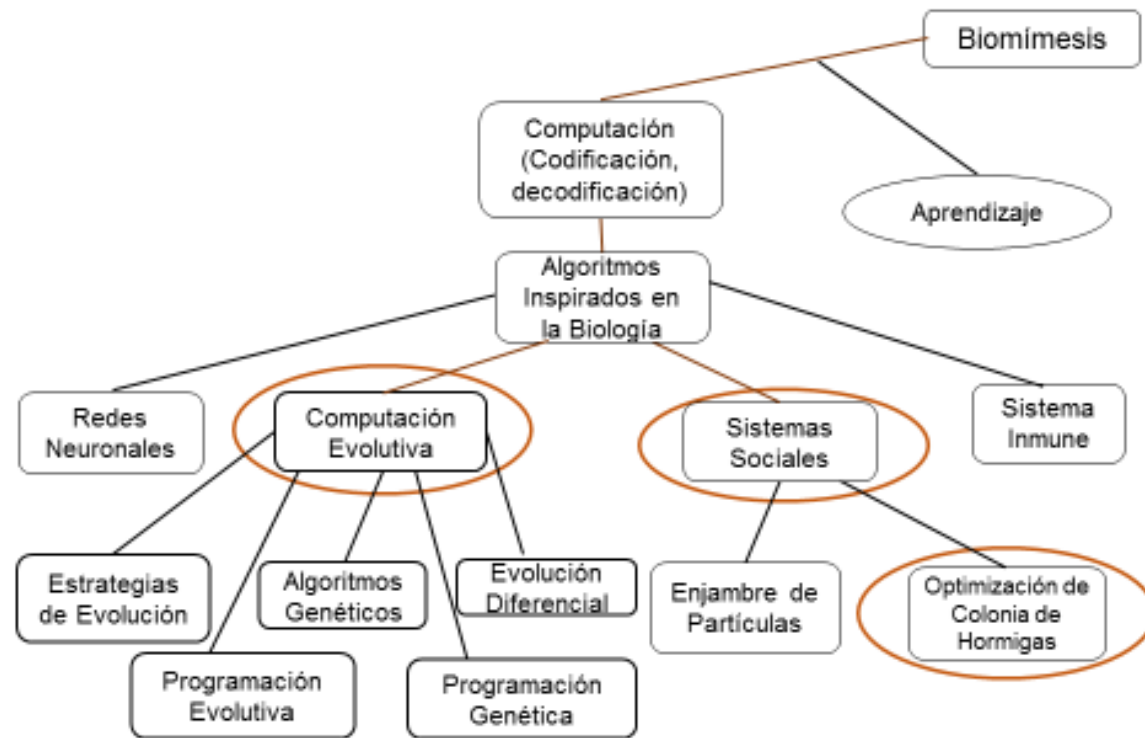 Biomímesis
Computación
(Codificación,
decodificación)
Aprendizaje
Algoritmos
Inspirados en
la Biología
Redes
Neuronales
Computación
Evolutiva
Sistemas
Sociales
Sistema
Inmune
Estrategias
de Evolución
Algoritmos
Genéticos
Evolución
Diferencial
Enjambre de
Partículas
Optimización de
Colonia de
Hormigas
Programación
Evolutiva
Programación
Genética